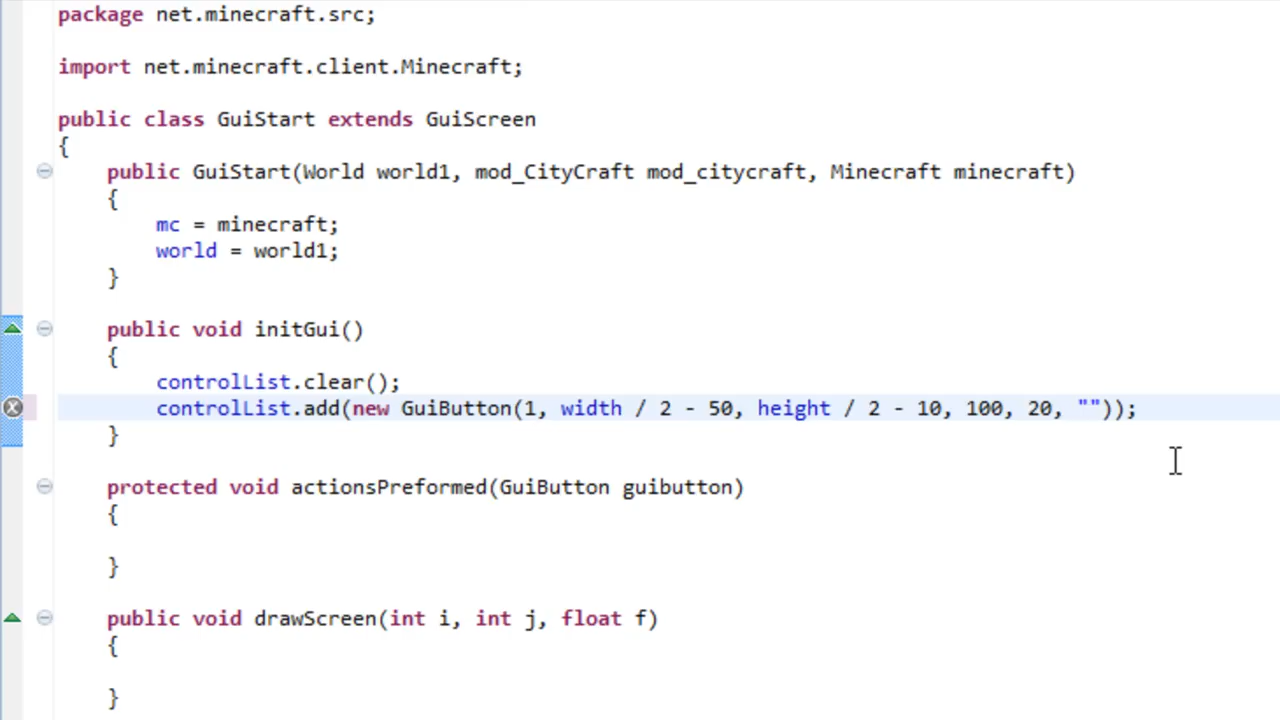 package net.minecraft.src;
import net.minecraft.client.Minecraft;
public class GuiStart extends GuiScreen
{
public GuiStart(World world1, mod_CityCraft mod_citycraft, Minecraft minecraft)
{
mc = minecraft;
world = world1;
}
public void initGui()
{
controlList.clear();
controlList.add(new GuiButton(1, width / 2 - 50, height / 2 - 10, 100, 20, ""));
}
protected void actionsPreformed(GuiButton guibutton)
{
}
public void drawScreen(int i, int j, float f)
{
}